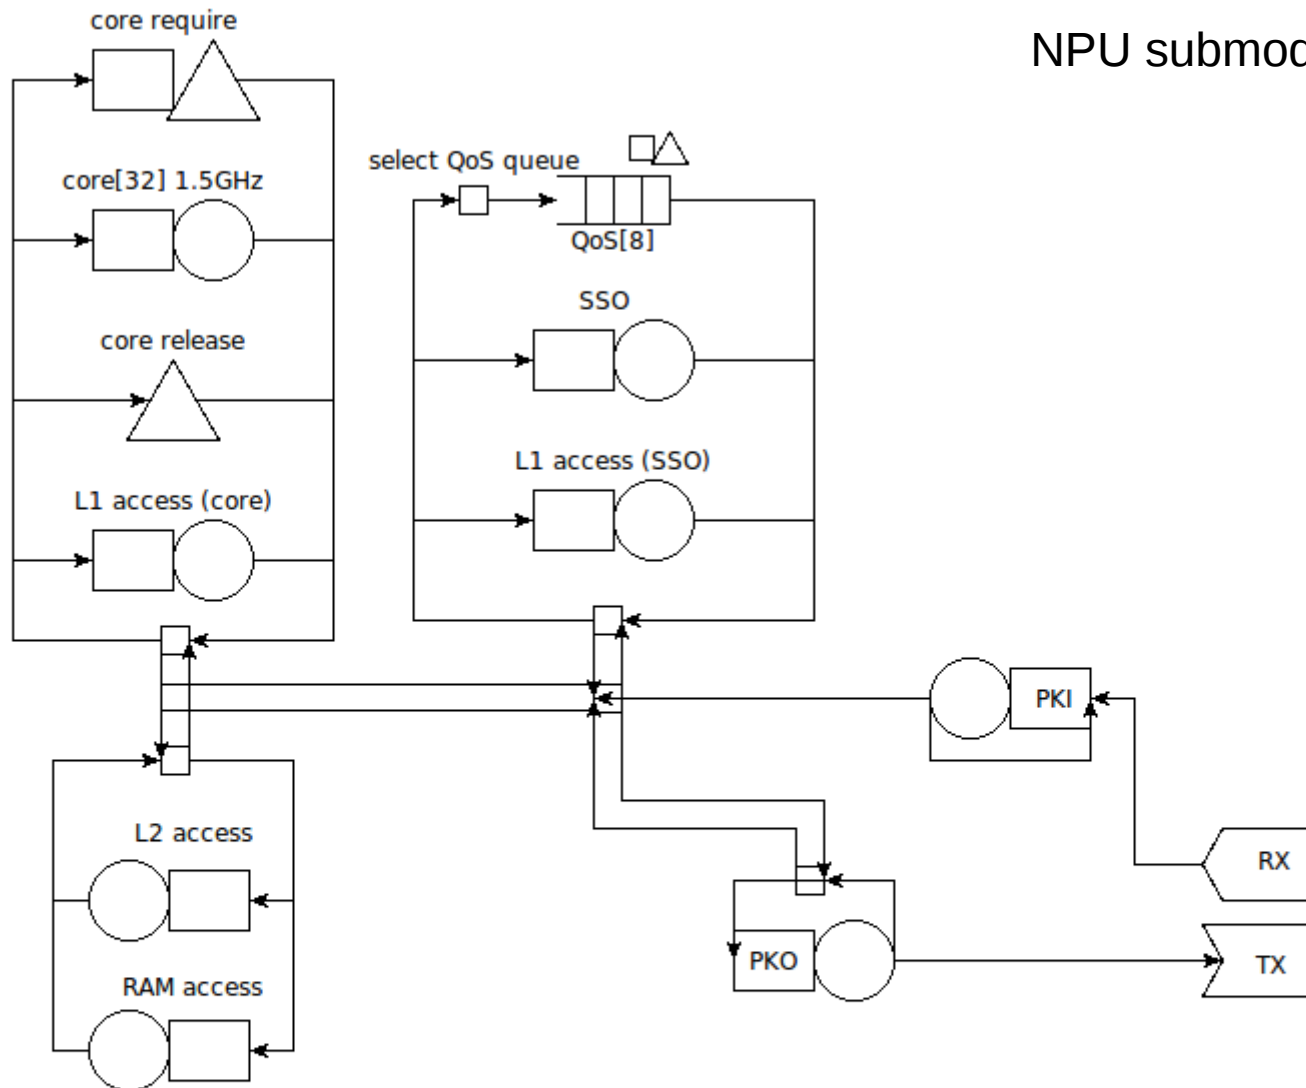 core require
NPU submod
core[32] 1.5GHz
select QoS queue
QoS[8]
core release
SSO
L1 access (core)
L1 access (SSO)
PKI
L2 access
RX
RAM access
PKO
TX